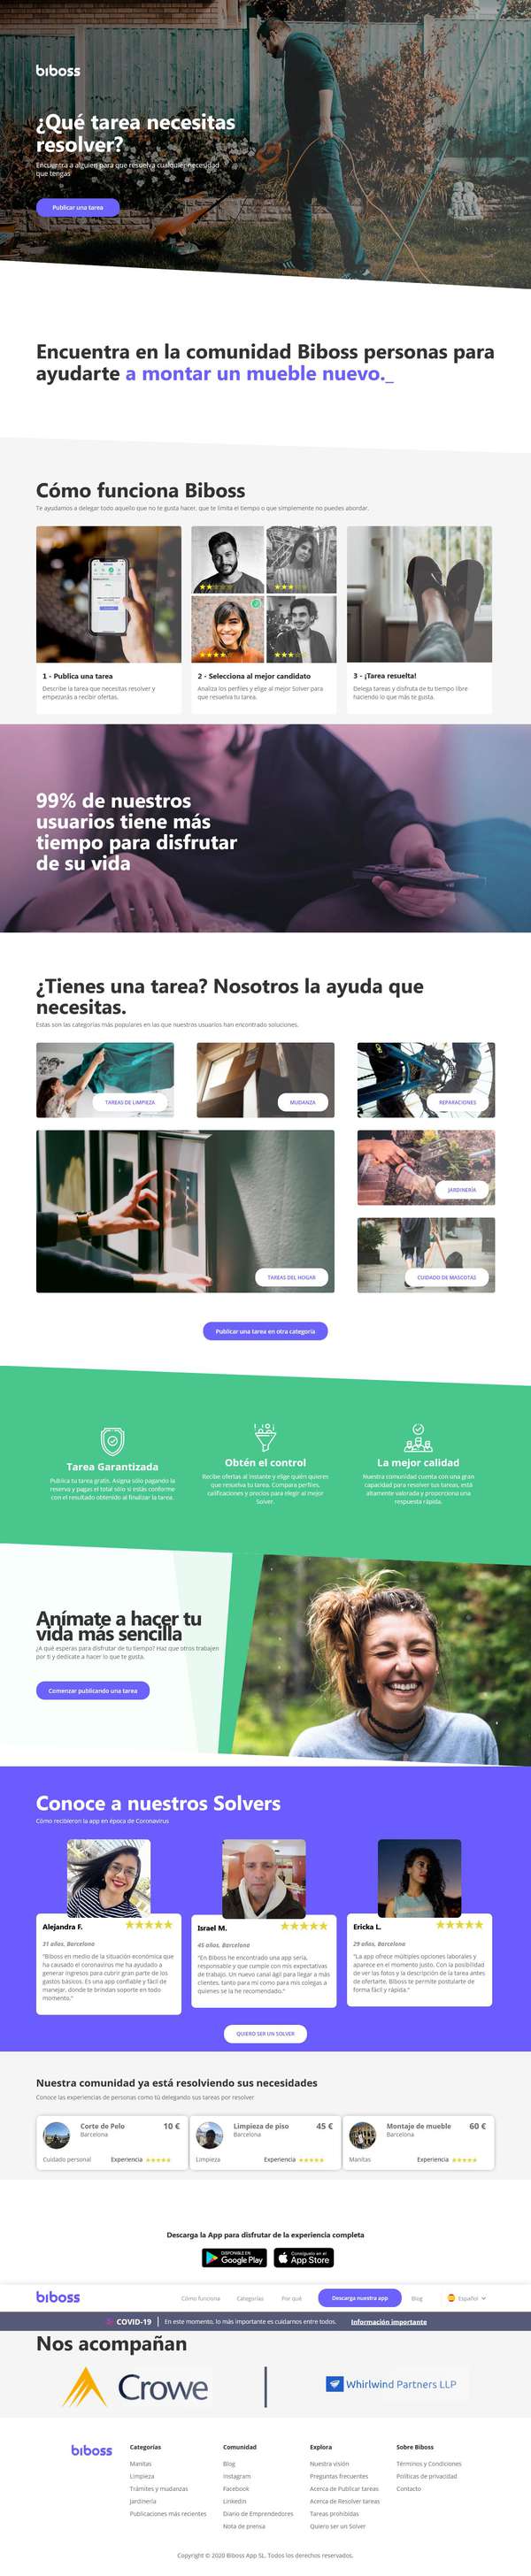 biboss
¿Qué tarea necesitas
resolver?
Encuentra a alguien para que resuelva cualquier necesidad
que tengas
Publicar una tarea
Encuentra en la comunidad Biboss personas para
ayudarte a montar un mueble nuevo._
Cómo funciona Biboss
Te ayudamos a delegar todo aquello que no te gusta hacer, que te limita el tiempo o que simplemente no puedes abordar.
1 - Publica una tarea
Describe la tarea que necesitas resolver y
empezarás a recibir ofertas.
2 - Selecciona al mejor candidato
Analiza los perfiles y elige al mejor Solver para
que resuelva tu tarea.
3 - ¡Tarea resuelta!
Delega tareas y disfruta de tu tiempo libre
haciendo lo que más te gusta.
99% de nuestros
usuarios tiene más
tiempo para disfrutar
de su vida
¿Tienes una tarea? Nosotros la ayuda que
necesitas.
Estas son las categorías más populares en las que nuestros usuarios han encontrado soluciones.
TAREAS DE LIMPIEZA
MUDANZA
REPARACIONES
JARDINERÍA
TAREAS DEL HOGAR
CUIDADO DE MASCOTAS
Publicar una tarea en otra categoría
Tarea Garantizada
Publica tu tarea gratis. Asigna sólo pagando la
reserva y pagas el total sólo si estás conforme
con el resultado obtenido al finalizar la tarea.
Obtén el control
Recibe ofertas al instante y elige quién quieres
que resuelva tu tarea. Compara perfiles,
calificaciones y precios para elegir al mejor
Solver.
La mejor calidad
Nuestra comunidad cuenta con una gran
capacidad para resolver tus tareas, está
altamente valorada y proporciona una
respuesta rápida.
Anímate a hacer tu
vida más sencilla
¿A qué esperas para disfrutar de tu tiempo? Haz que otros trabajen
por ti y dedícate a hacer lo que te gusta.
Comenzar publicando una tarea
Conoce a nuestros Solvers
Cómo recibieron la app en época de Coronavirus
Alejandra F.
31 años, Barcelona
"Biboss en medio de la situación económica que
ha causado el coronavirus me ha ayudado a
generar ingresos para cubrir gran parte de los
gastos básicos. Es una app confiable y fácil de
manejar, donde te brindan soporte en todo
momento."
Israel M.
45 años, Barcelona
"En Biboss he encontrado una app seria,
responsable y que cumple con mis expectativas
de trabajo. Un nuevo canal ágil para llegar a más
clientes, tanto para mí como para mis colegas a
quienes se la he recomendado."
Ericka L.
29 años, Barcelona
"La app ofrece múltiples opciones laborales y
aparece en el momento justo. Con la posibilidad
de ver las fotos y la descripción de la tarea antes
de ofertarte, Biboss te permite postularte de
forma fácil y rápida."
QUIERO SER UN SOLVER
Nuestra comunidad ya está resolviendo sus necesidades
Conoce las experiencias de personas como tú delegando sus tareas por resolver
Corte de Pelo 10 €
Barcelona
Cuidado personal Experiencia
Limpieza de piso 45 €
Barcelona
Limpieza Experiencia
Montaje de mueble 60 €
Barcelona
Manitas Experiencia
Descarga la App para disfrutar de la experiencia completa
DISPONIBLE EN
Google Play
Consíguelo en el
App Store
biboss Cómo funciona Categorías Por qué Descarga nuestra app Blog Español
COVID-19 En este momento, lo más importante es cuidarnos entre todos. Información importante
Nos acompañan
Crowe
Whirlwind Partners LLP
biboss
Categorías
Manitas
Limpieza
Trámites y mudanzas
Jardinería
Publicaciones más recientes
Comunidad
Blog
Instagram
Facebook
Linkedin
Diario de Emprendedores
Nota de prensa
Explora
Nuestra visión
Preguntas frecuentes
Acerca de Publicar tareas
Acerca de Resolver tareas
Tareas prohibidas
Quiero ser un Solver
Sobre Biboss
Términos y Condiciones
Políticas de privacidad
Contacto
Copyright © 2020 Biboss App SL. Todos los derechos reservados.